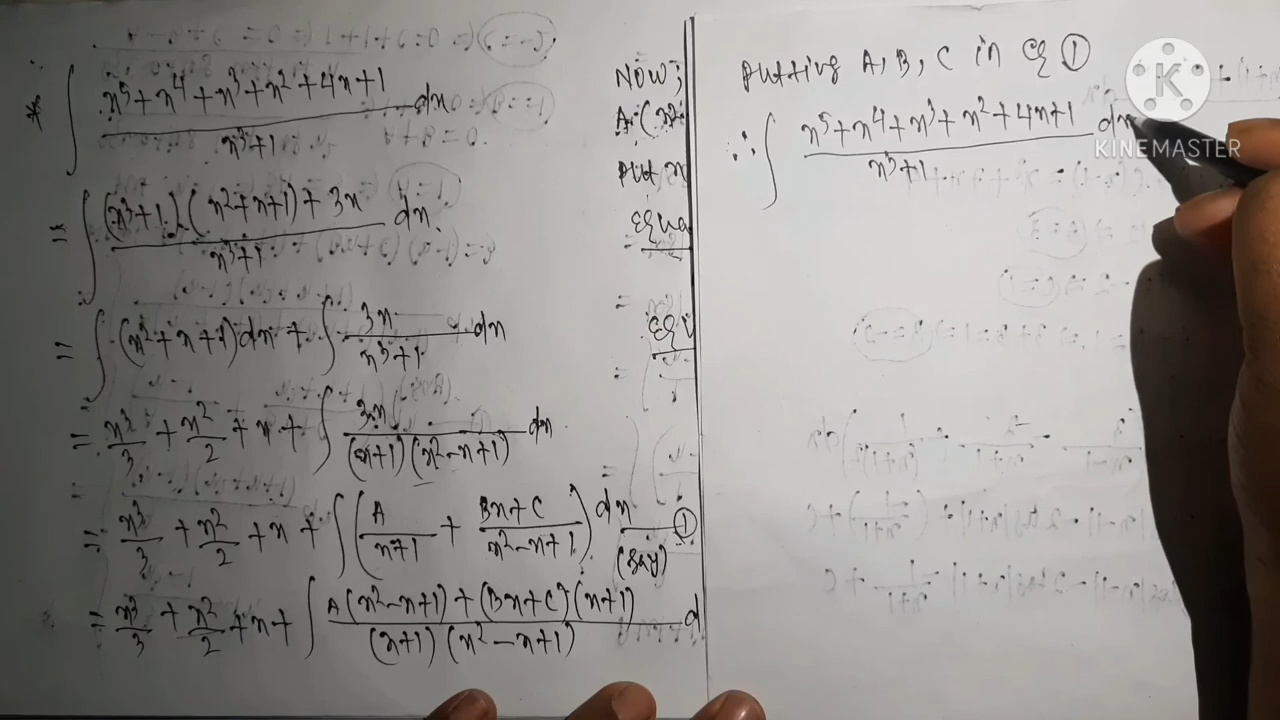 * ∫ x⁵+x⁴+x³+x²+4x+1 / x³+1 dx
= ∫ (x³+1)(x²+x+1)+3x / x³+1 dx
= ∫ (x²+x+1)dx + ∫ 3x / x³+1 dx
= x³/3 + x²/2 + x + ∫ 3x / (x+1)(x²-x+1) dx
= x³/3 + x²/2 + x + ∫ (A / x+1 + Bx+C / x²-x+1) dx ①
(say)
= x³/3 + x²/2 + x + ∫ A(x²-x+1)+(Bx+C)(x+1) / (x+1)(x²-x+1) d
NOW,
A(x²
put x
Equa
putting A, B, C in Eq ①
∴ ∫ x⁵+x⁴+x³+x²+4x+1 / x³+1 dx
K
KINEMASTER